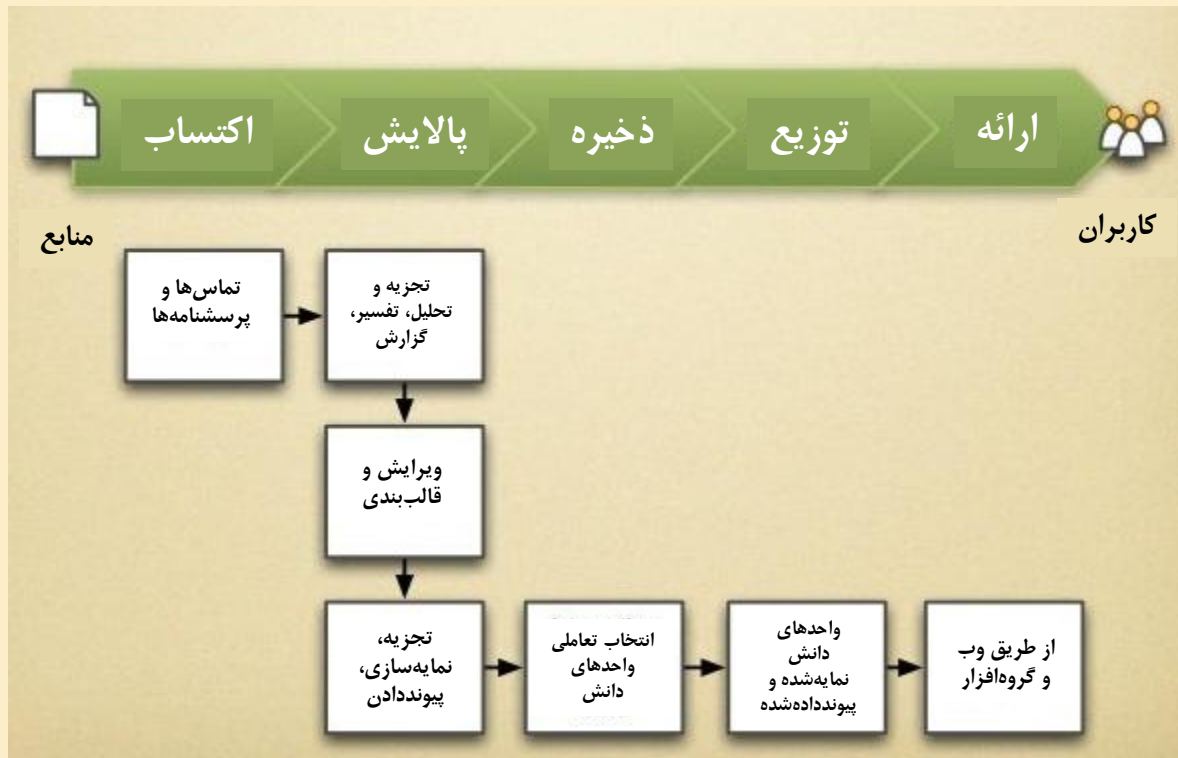 اکتساب
پالایش
ذخیره
توزیع
ارائه
منابع
کاربران
تماس‌ها و
پرسشنامه‌ها
تجزیه و
تحلیل، تفسیر،
گزارش
ویرایش و
قالب‌بندی
تجزیه،
نمایه‌سازی،
پیونددادن
انتخاب تعاملی
واحدهای
دانش
واحدهای
دانش
نمایه‌شده و
پیوندداده‌شده
از طریق وب
و گروه‌افزار